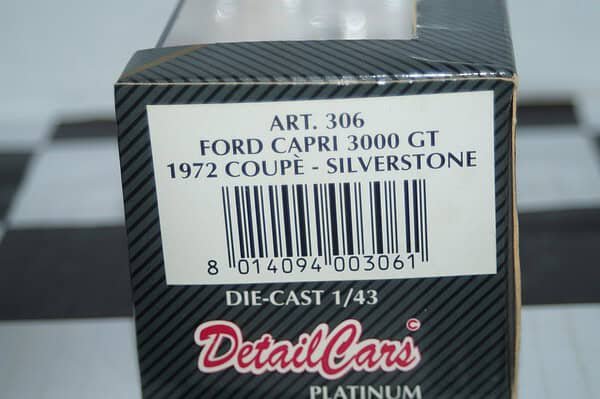 ART. 306
FORD CAPRI 3000 GT
1972 COUPÈ - SILVERSTONE
8 014094 003061
DIE-CAST 1/43
DetailCars ©
PLATINUM